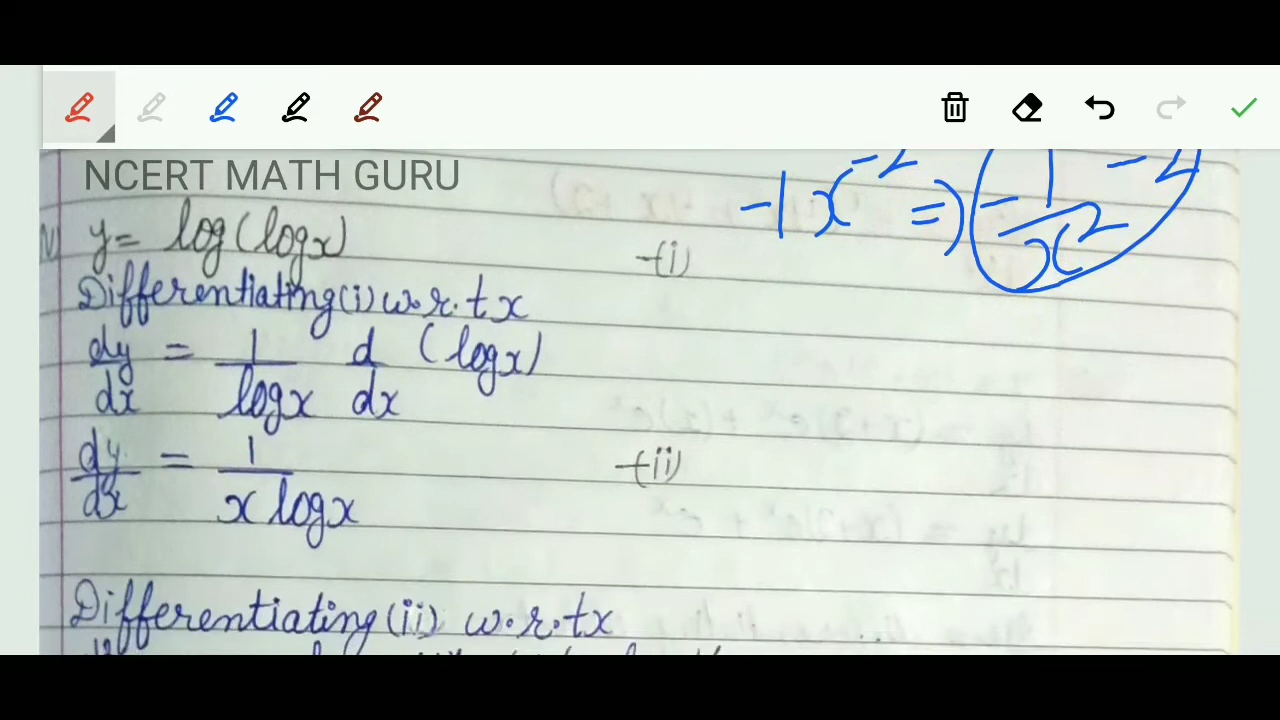 NCERT MATH GURU
-1x^-2 => (-1/x^2)
y = log(logx) -(i)
Differentiating(i) w.r.t x
dy/dx = 1/logx d/dx (logx)
dy/dx = 1/x logx -(ii)
Differentiating(ii) w.r.tx